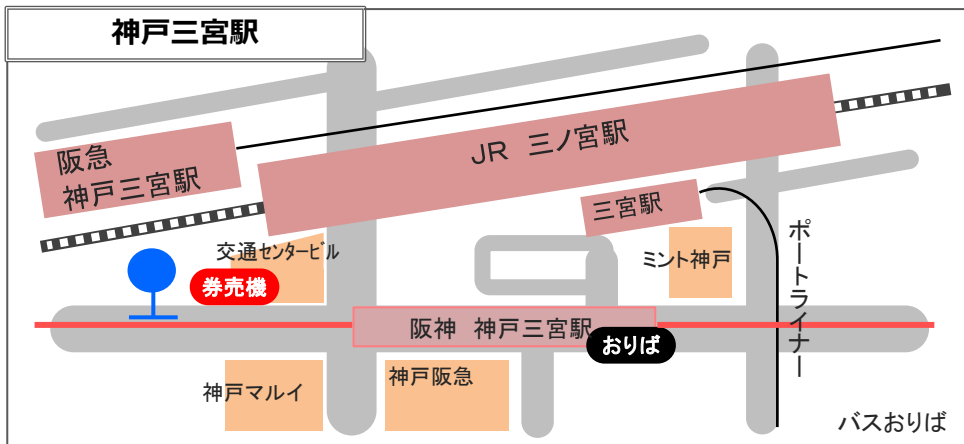 神戸三宮駅
阪急
神戸三宮駅
JR 三ノ宮駅
三宮駅
交通センタービル
ミント神戸
券売機
ポートライナー
阪神 神戸三宮駅
おりば
神戸マルイ
神戸阪急
バスおりば